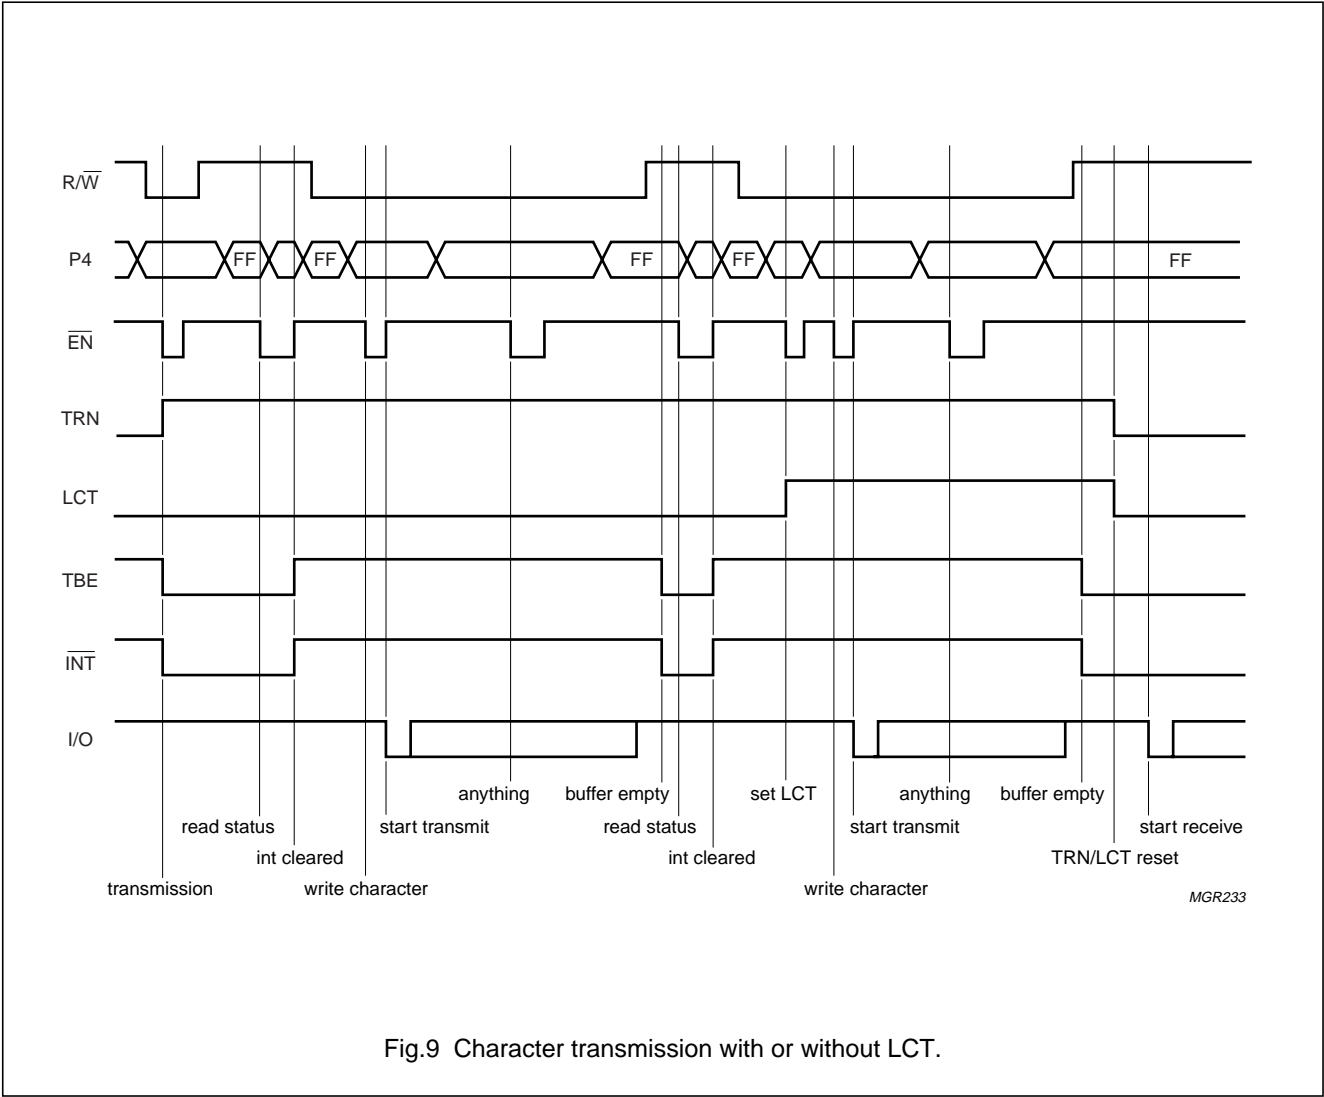 R/W̅
P4 FF FF FF FF FF
E̅N̅
TRN
LCT
TBE
I̅N̅T̅
I/O
anything buffer empty set LCT anything buffer empty
read status start transmit read status start transmit start receive
int cleared int cleared TRN/LCT reset
transmission write character write character
MGR233
Fig.9 Character transmission with or without LCT.